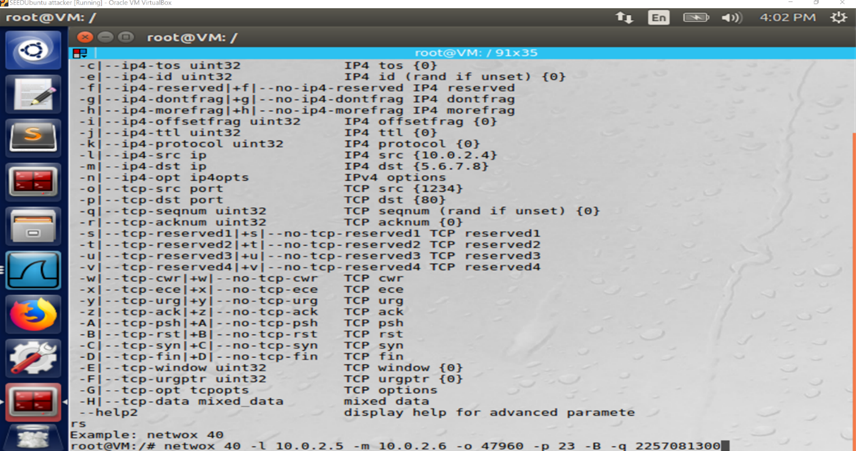 SEEDUbuntu attacker [Running] - Oracle VM VirtualBox
root@VM: /
En
4:02 PM
root@VM: /
root@VM: / 91x35
-c|--ip4-tos uint32 IP4 tos {0}
-e|--ip4-id uint32 IP4 id (rand if unset) {0}
-f|--ip4-reserved|+f|--no-ip4-reserved IP4 reserved
-g|--ip4-dontfrag|+g|--no-ip4-dontfrag IP4 dontfrag
-h|--ip4-morefrag|+h|--no-ip4-morefrag IP4 morefrag
-i|--ip4-offsetfrag uint32 IP4 offsetfrag {0}
-j|--ip4-ttl uint32 IP4 ttl {0}
-k|--ip4-protocol uint32 IP4 protocol {0}
-l|--ip4-src ip IP4 src {10.0.2.4}
-m|--ip4-dst ip IP4 dst {5.6.7.8}
-n|--ip4-opt ip4opts IPv4 options
-o|--tcp-src port TCP src {1234}
-p|--tcp-dst port TCP dst {80}
-q|--tcp-seqnum uint32 TCP seqnum (rand if unset) {0}
-r|--tcp-acknum uint32 TCP acknum {0}
-s|--tcp-reserved1|+s|--no-tcp-reserved1 TCP reserved1
-t|--tcp-reserved2|+t|--no-tcp-reserved2 TCP reserved2
-u|--tcp-reserved3|+u|--no-tcp-reserved3 TCP reserved3
-v|--tcp-reserved4|+v|--no-tcp-reserved4 TCP reserved4
-w|--tcp-cwr|+w|--no-tcp-cwr TCP cwr
-x|--tcp-ece|+x|--no-tcp-ece TCP ece
-y|--tcp-urg|+y|--no-tcp-urg TCP urg
-z|--tcp-ack|+z|--no-tcp-ack TCP ack
-A|--tcp-psh|+A|--no-tcp-psh TCP psh
-B|--tcp-rst|+B|--no-tcp-rst TCP rst
-C|--tcp-syn|+C|--no-tcp-syn TCP syn
-D|--tcp-fin|+D|--no-tcp-fin TCP fin
-E|--tcp-window uint32 TCP window {0}
-F|--tcp-urgptr uint32 TCP urgptr {0}
-G|--tcp-opt tcpopts TCP options
-H|--tcp-data mixed_data mixed data
--help2 display help for advanced paramete
rs
Example: netwox 40
root@VM:/# netwox 40 -l 10.0.2.5 -m 10.0.2.6 -o 47960 -p 23 -B -q 2257081300